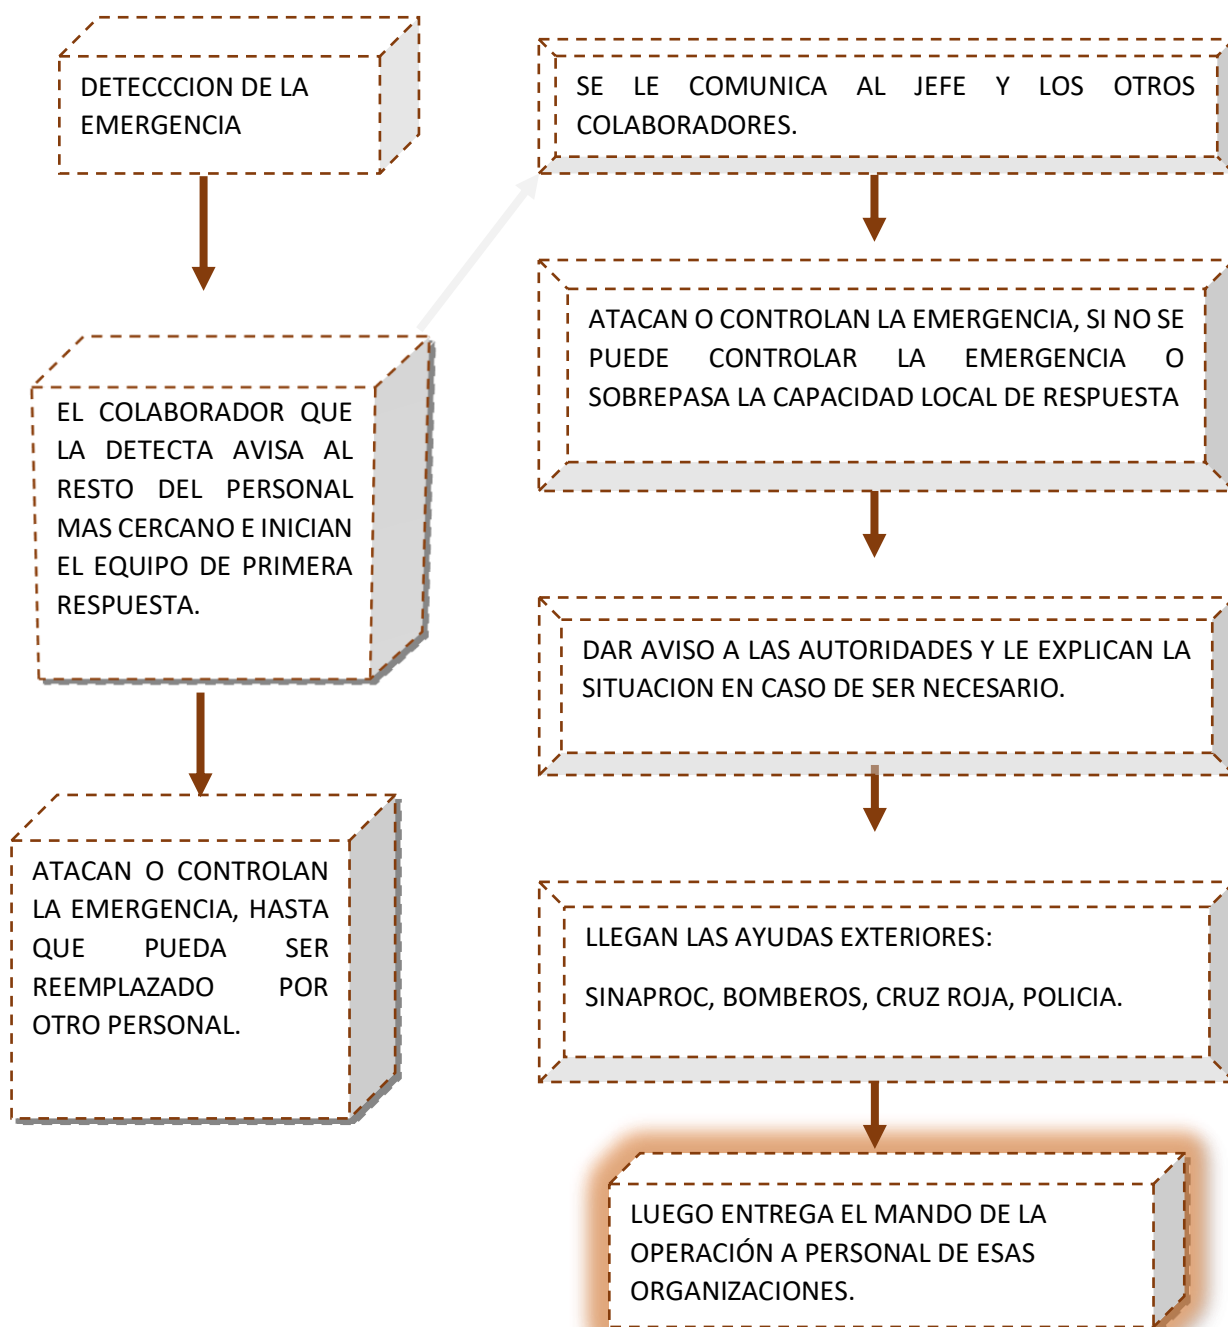 DETECCCION DE LA
EMERGENCIA
EL COLABORADOR QUE
LA DETECTA AVISA AL
RESTO DEL PERSONAL
MAS CERCANO E INICIAN
EL EQUIPO DE PRIMERA
RESPUESTA.
ATACAN O CONTROLAN
LA EMERGENCIA, HASTA
QUE PUEDA SER
REEMPLAZADO POR
OTRO PERSONAL.
SE LE COMUNICA AL JEFE Y LOS OTROS
COLABORADORES.
ATACAN O CONTROLAN LA EMERGENCIA, SI NO SE
PUEDE CONTROLAR LA EMERGENCIA O
SOBREPASA LA CAPACIDAD LOCAL DE RESPUESTA
DAR AVISO A LAS AUTORIDADES Y LE EXPLICAN LA
SITUACION EN CASO DE SER NECESARIO.
LLEGAN LAS AYUDAS EXTERIORES:
SINAPROC, BOMBEROS, CRUZ ROJA, POLICIA.
LUEGO ENTREGA EL MANDO DE LA
OPERACIÓN A PERSONAL DE ESAS
ORGANIZACIONES.